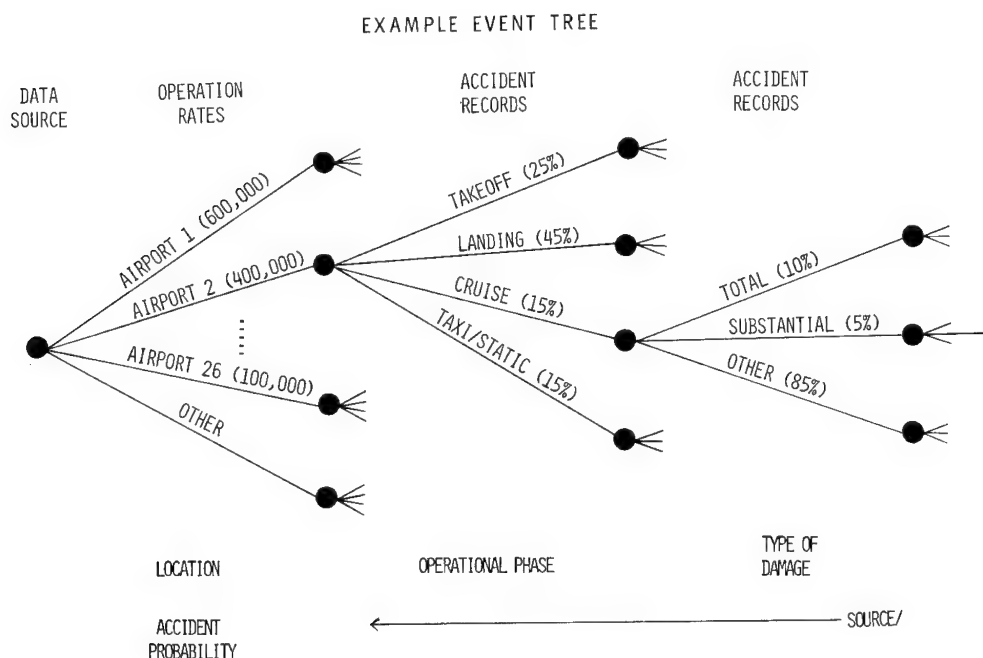 EXAMPLE EVENT TREE
DATA
SOURCE
OPERATION
RATES
ACCIDENT
RECORDS
ACCIDENT
RECORDS
AIRPORT 1 (600,000)
AIRPORT 2 (400,000)
AIRPORT 26 (100,000)
OTHER
TAKEOFF (25%)
LANDING (45%)
CRUISE (15%)
TAXI/STATIC (15%)
TOTAL (10%)
SUBSTANTIAL (5%)
OTHER (85%)
LOCATION
OPERATIONAL PHASE
TYPE OF
DAMAGE
ACCIDENT
PROBABILITY
SOURCE/